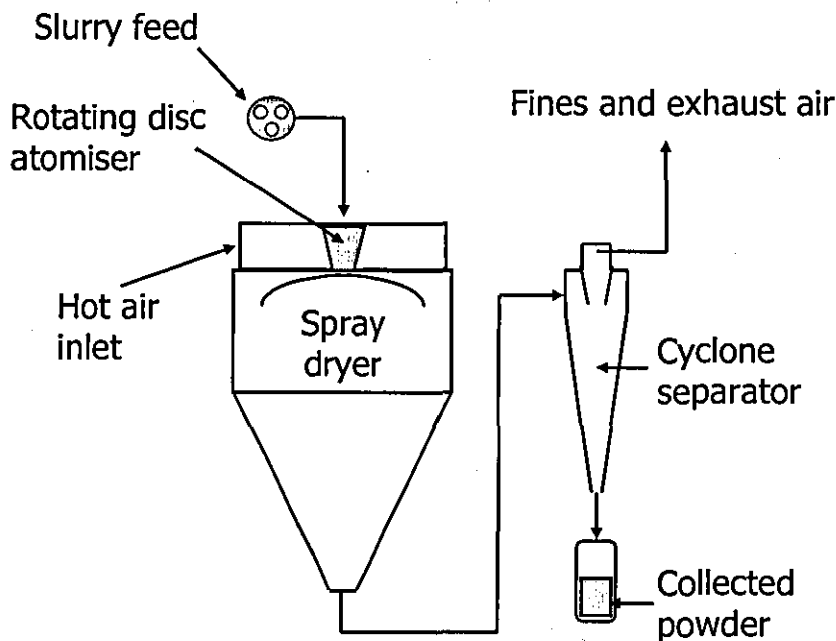 Slurry feed
Rotating disc
atomiser
Hot air
inlet
Spray
dryer
Fines and exhaust air
Cyclone
separator
Collected
powder